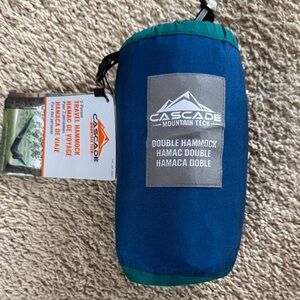 CASCADE
MOUNTAIN TECH
DOUBLE HAMMOCK
HAMAC DOUBLE
HAMACA DOBLE
CASCADE
TRAVEL HAMMOCK
HAMAC DE VOYAGE
HAMACA DE VIAJE